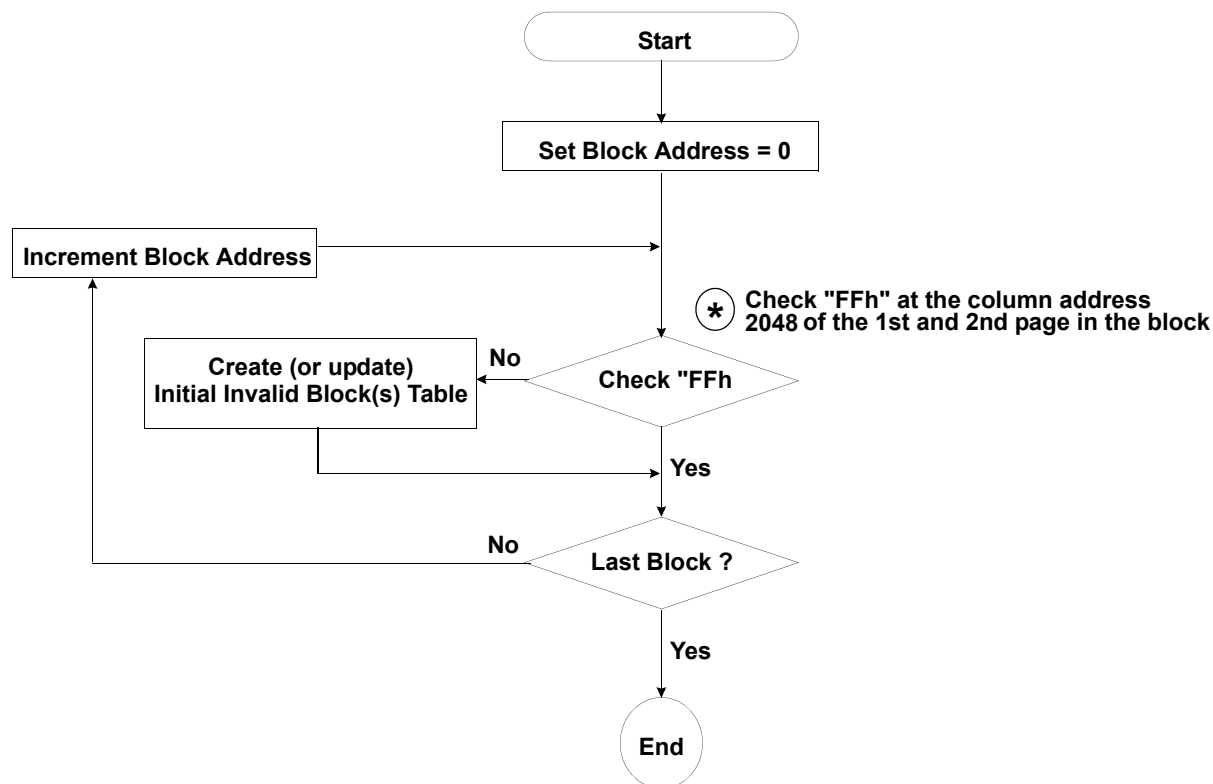 Start
Set Block Address = 0
Increment Block Address
* Check "FFh" at the column address
2048 of the 1st and 2nd page in the block
Create (or update)
Initial Invalid Block(s) Table
No
Check "FFh
Yes
No
Last Block ?
Yes
End